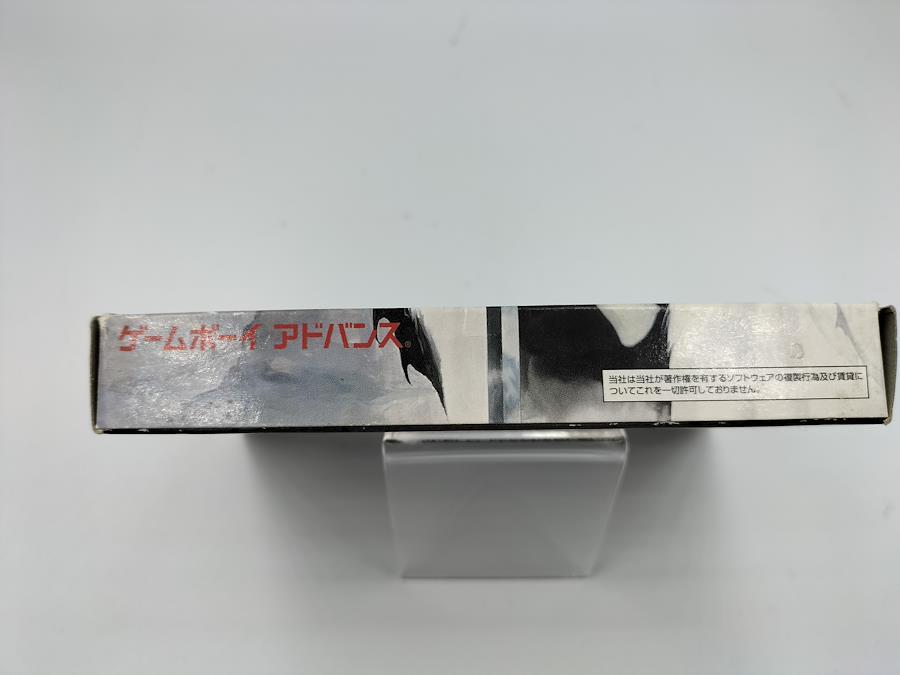 ゲームボーイ アドバンス®
当社は当社が著作権を有するソフトウェアの複製行為及び賃貸に
ついてこれを一切許可しておりません。